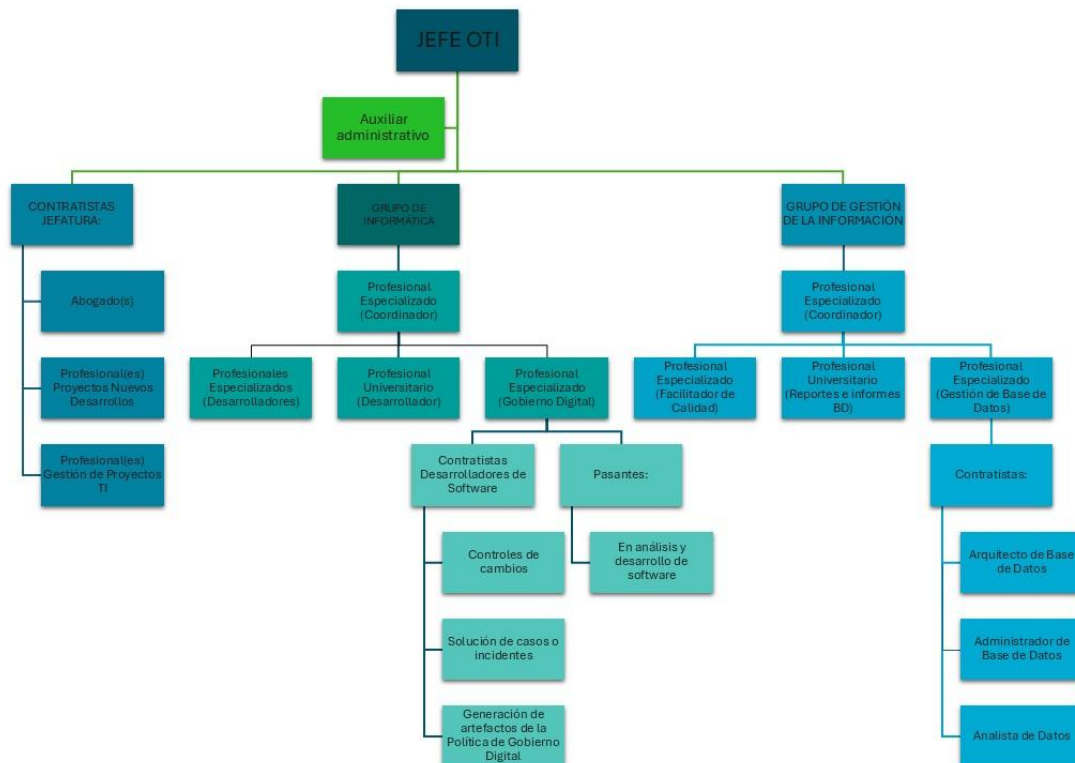 JEFE OTI
Auxiliar
administrativo
CONTRATISTAS
JEFATURA:
GRUPO DE
INFORMÁTICA
GRUPO DE GESTIÓN
DE LA INFORMACIÓN
Abogado(s)
Profesional(es)
Proyectos Nuevos
Desarrollos
Profesional(es)
Gestión de Proyectos
TI
Profesional
Especializado
(Coordinador)
Profesionales
Especializados
(Desarrolladores)
Profesional
Universitario
(Desarrollador)
Profesional
Especializado
(Gobierno Digital)
Contratistas
Desarrolladores de
Software
Controles de
cambios
Solución de casos o
incidentes
Generación de
artefactos de la
Política de Gobierno
Digital
Pasantes:
En análisis y
desarrollo de
software
Profesional
Especializado
(Coordinador)
Profesional
Especializado
(Facilitador de
Calidad)
Profesional
Universitario
(Reportes e informes
BD)
Profesional
Especializado
(Gestión de Base de
Datos)
Contratistas:
Arquitecto de Base
de Datos
Administrador de
Base de Datos
Analista de Datos